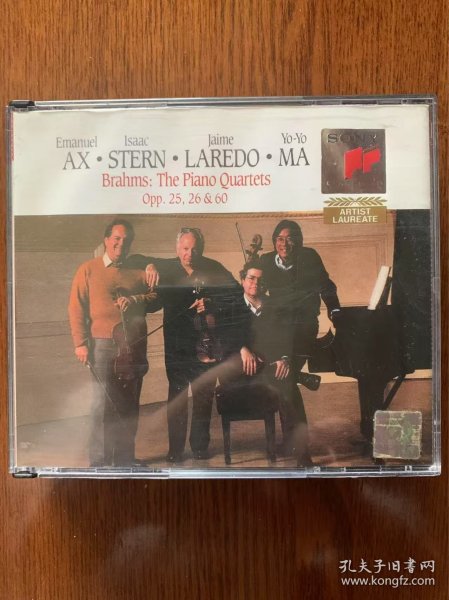 Emanuel Isaac Jaime Yo-Yo
AX • STERN • LAREDO • MA
Brahms: The Piano Quartets
Opp. 25, 26 & 60
SONY
ARTIST
LAUREATE
孔夫子旧书网
www.kongfz.com